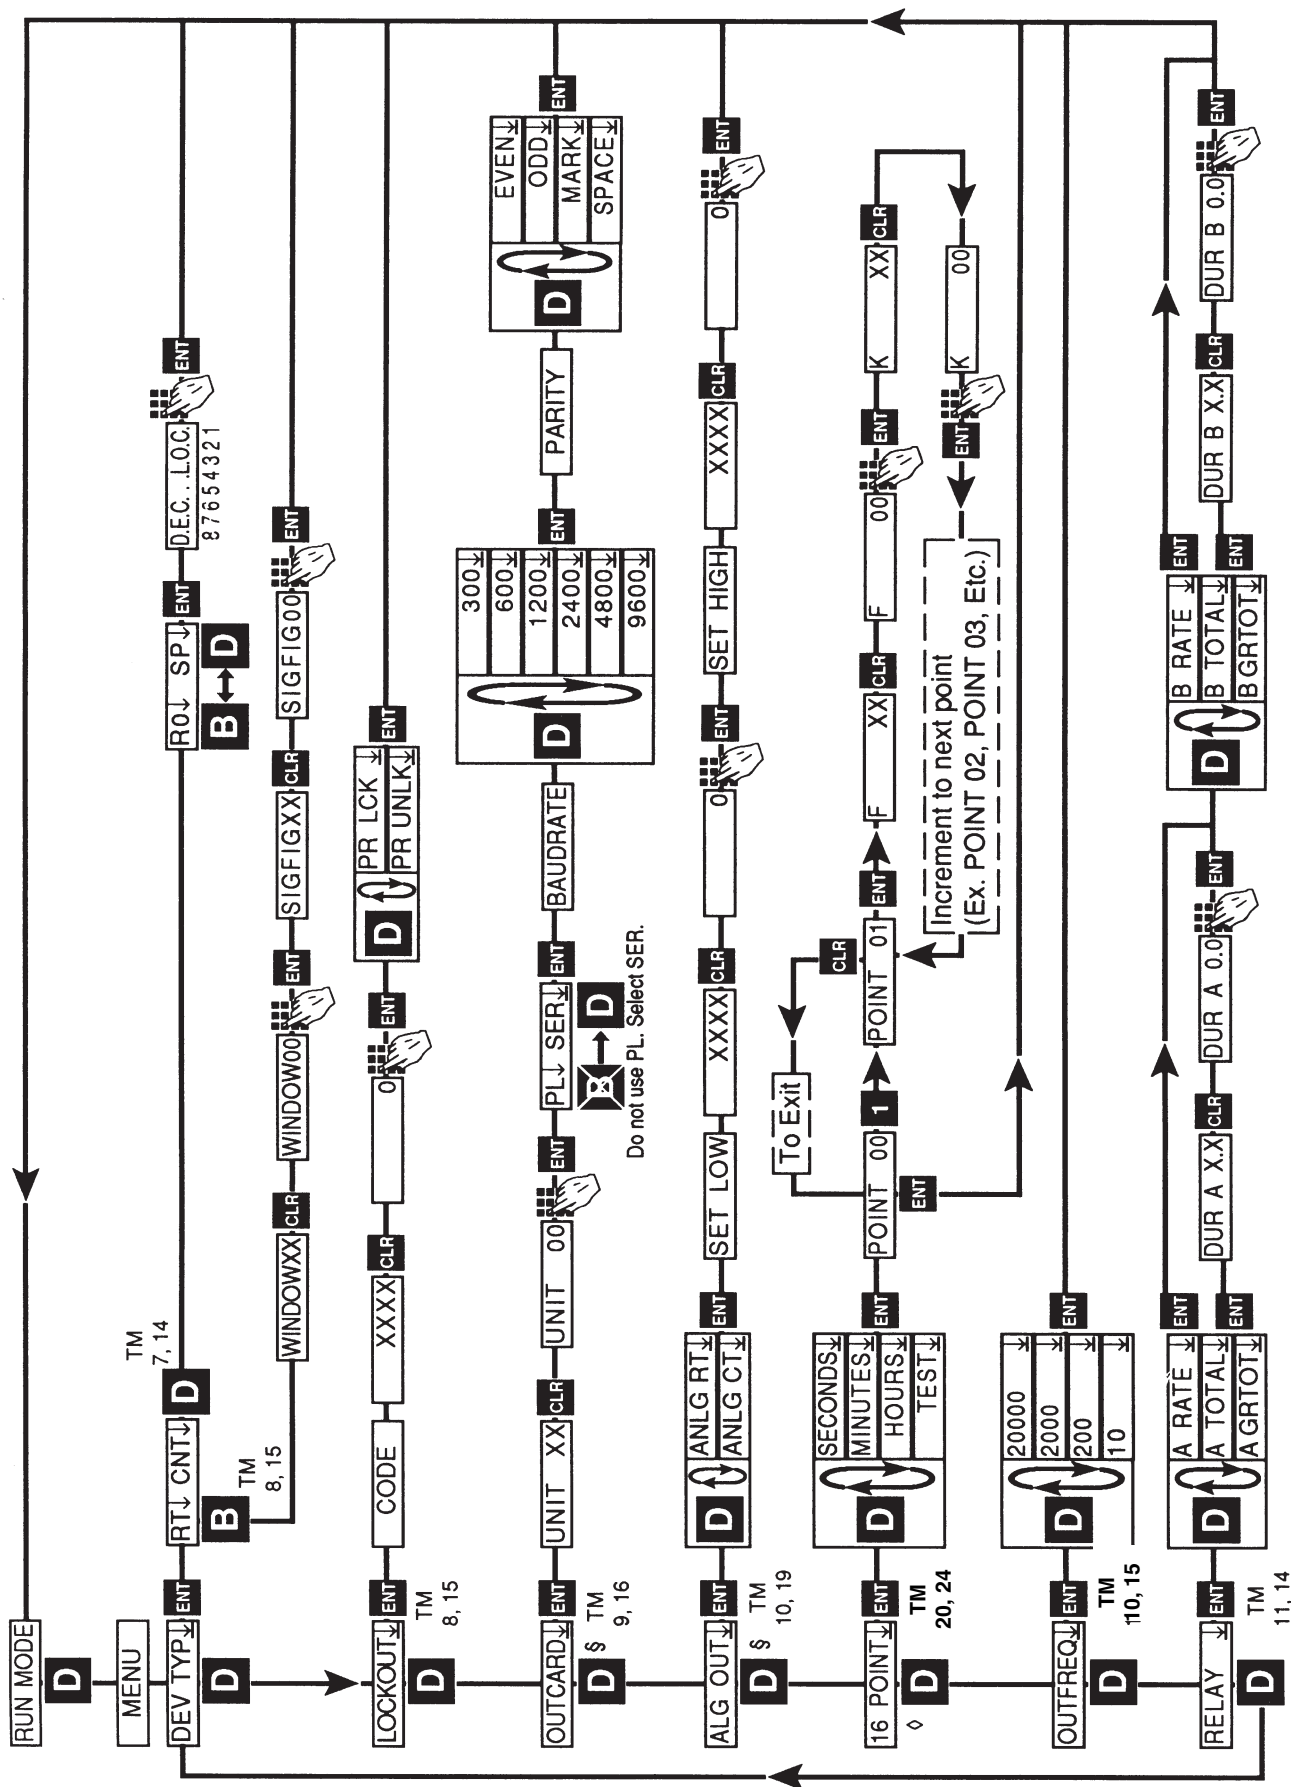 RUN MODE
D
MENU
DEV TYP↓
D
ENT
RT↓ CNT↓
D
TM
7, 14
R0↓ SP↓
B ↔ D
ENT
D.E.C. . .L.O.C.
8 7 6 5 4 3 2 1
ENT
B
TM
8, 15
WINDOWXX
CLR
WINDOW00
ENT
SIGFIGXX
CLR
SIGFIG00
ENT
LOCKOUT↓
D
TM
8, 15
ENT
CODE
XXXX
CLR
0
ENT
D
PR LCK ↓
PR UNLK↓
ENT
OUTCARD↓
D §
TM
9, 16
ENT
UNIT XX
CLR
UNIT 00
ENT
PL↓ SER↓
B → D
Do not use PL. Select SER.
ENT
BAUDRATE
D
300↓
600↓
1200↓
2400↓
4800↓
9600↓
ENT
PARITY
D
EVEN↓
ODD↓
MARK↓
SPACE↓
ENT
ALG OUT↓
D §
TM
10, 19
ENT
D
ANLG RT↓
ANLG CT↓
ENT
SET LOW
XXXX
CLR
0
ENT
SET HIGH
XXXX
CLR
0
ENT
16 POINT↓
◇
D
TM
20, 24
ENT
D
SECONDS↓
MINUTES↓
HOURS↓
TEST↓
ENT
POINT 00
ENT
To Exit
1
POINT 01
CLR
ENT
F XX
CLR
F 00
ENT
K XX
CLR
K 00
ENT
Increment to next point
(Ex. POINT 02, POINT 03, Etc.)
OUTFREQ↓
D
TM
10, 15
ENT
D
20000↓
2000↓
200↓
10↓
ENT
RELAY ↓
D
TM
11, 14
ENT
D
A RATE ↓
A TOTAL↓
A GRTOT↓
ENT
ENT
DUR A X.X
CLR
DUR A 0.0
ENT
D
B RATE ↓
B TOTAL↓
B GRTOT↓
ENT
ENT
DUR B X.X
CLR
DUR B 0.0
ENT